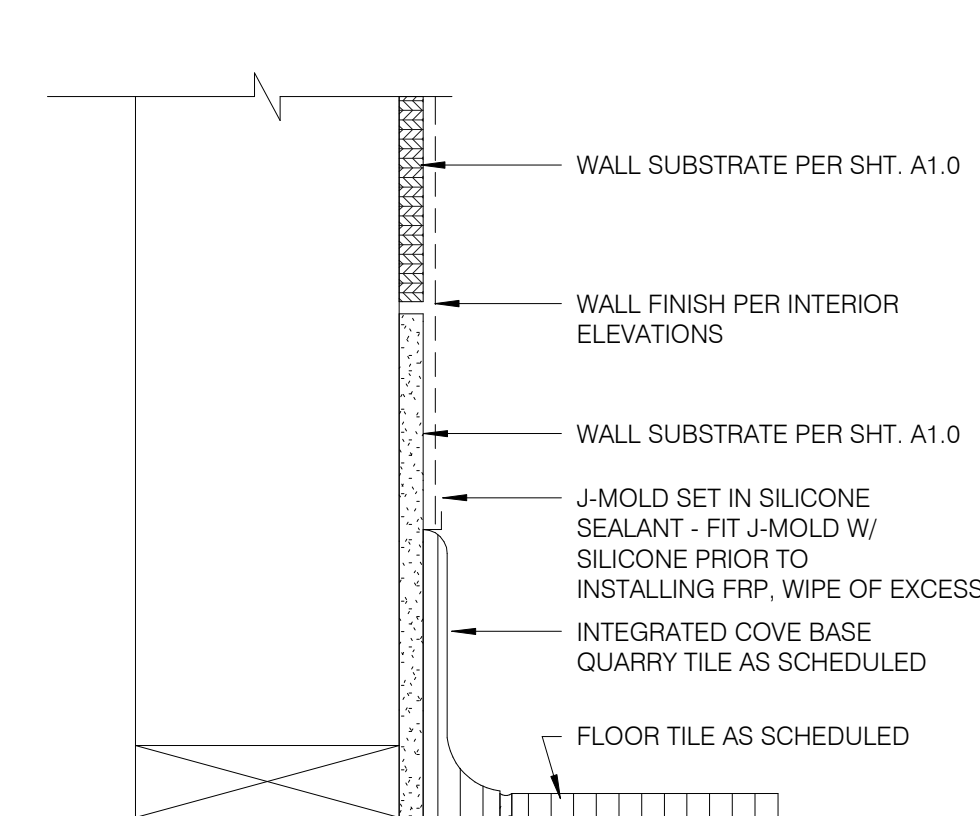 WALL SUBSTRATE PER SHT. A1.0
WALL FINISH PER INTERIOR
ELEVATIONS
WALL SUBSTRATE PER SHT. A1.0
J-MOLD SET IN SILICONE
SEALANT - FIT J-MOLD W/
SILICONE PRIOR TO
INSTALLING FRP, WIPE OF EXCESS
INTEGRATED COVE BASE
QUARRY TILE AS SCHEDULED
FLOOR TILE AS SCHEDULED